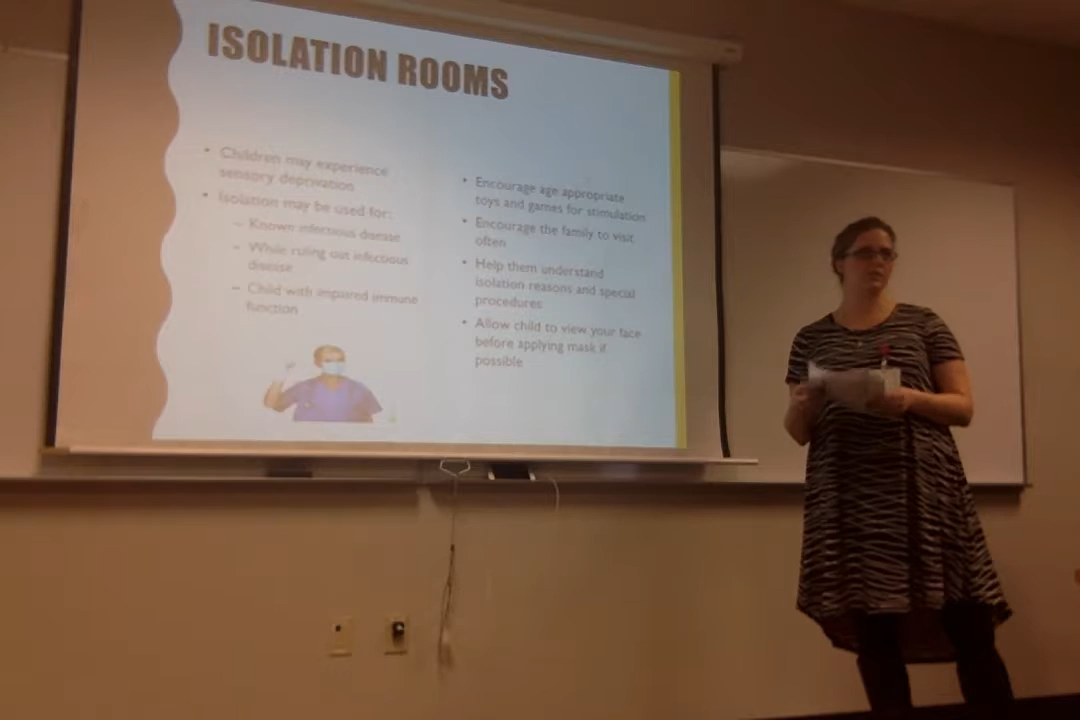 ISOLATION ROOMS
• Children may experience
sensory deprivation
• Isolation may be used for:
– Known infectious disease
– While ruling out infectious
disease
– Child with impaired immune
function
• Encourage age appropriate
toys and games for stimulation
• Encourage the family to visit
often
• Help them understand
isolation reasons and special
procedures
• Allow child to view your face
before applying mask if
possible